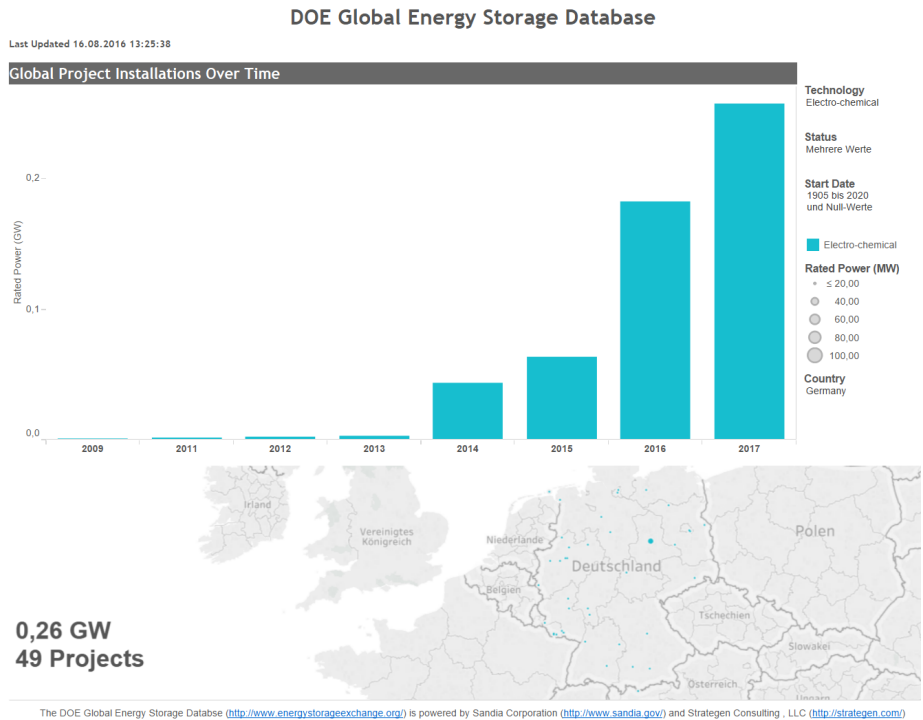 DOE Global Energy Storage Database
Last Updated 16.08.2016 13:25:38
Global Project Installations Over Time
Technology
Electro-chemical
Status
Mehrere Werte
Start Date
1905 bis 2020
und Null-Werte
Electro-chemical
Rated Power (MW)
≤ 20,00
40,00
60,00
80,00
100,00
Country
Germany
Rated Power (GW)
0,2
0,1
0,0
2009 2011 2012 2013 2014 2015 2016 2017
Irland
Vereinigtes
Königreich
Niederlande
Belgien
Deutschland
Polen
Tschechien
Slowakei
Österreich
Ungarn
0,26 GW
49 Projects
The DOE Global Energy Storage Databse (http://www.energystorageexchange.org/) is powered by Sandia Corporation (http://www.sandia.gov/) and Strategen Consulting , LLC (http://strategen.com/)